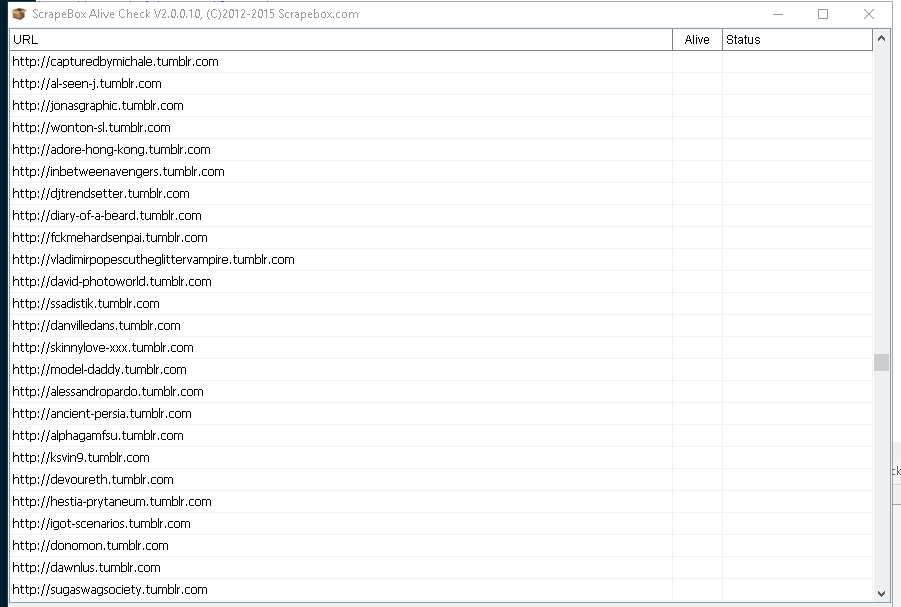 ScrapeBox Alive Check V2.0.0.10, (C)2012-2015 Scrapebox.com
URL Alive Status
http://capturedbymichale.tumblr.com
http://al-seen-j.tumblr.com
http://jonasgraphic.tumblr.com
http://wonton-sl.tumblr.com
http://adore-hong-kong.tumblr.com
http://inbetweenavengers.tumblr.com
http://djtrendsetter.tumblr.com
http://diary-of-a-beard.tumblr.com
http://fckmehardsenpai.tumblr.com
http://vladimirpopescutheglittervampire.tumblr.com
http://david-photoworld.tumblr.com
http://ssadistik.tumblr.com
http://danvilledans.tumblr.com
http://skinnylove-xxx.tumblr.com
http://model-daddy.tumblr.com
http://alessandropardo.tumblr.com
http://ancient-persia.tumblr.com
http://alphagamfsu.tumblr.com
http://ksvin9.tumblr.com
http://devoureth.tumblr.com
http://hestia-prytaneum.tumblr.com
http://igot-scenarios.tumblr.com
http://donomon.tumblr.com
http://dawnlus.tumblr.com
http://sugaswagsociety.tumblr.com